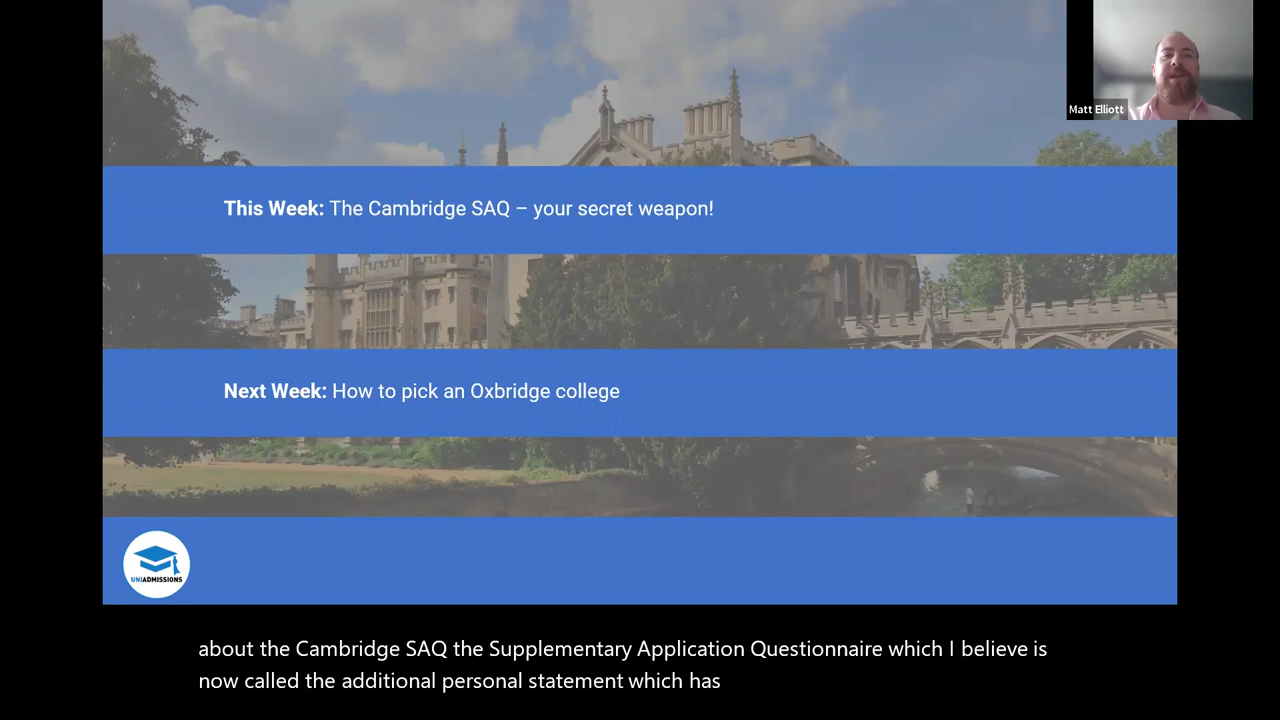 Matt Elliott
This Week: The Cambridge SAQ – your secret weapon!
Next Week: How to pick an Oxbridge college
UNIADMISSIONS
about the Cambridge SAQ the Supplementary Application Questionnaire which I believe is
now called the additional personal statement which has